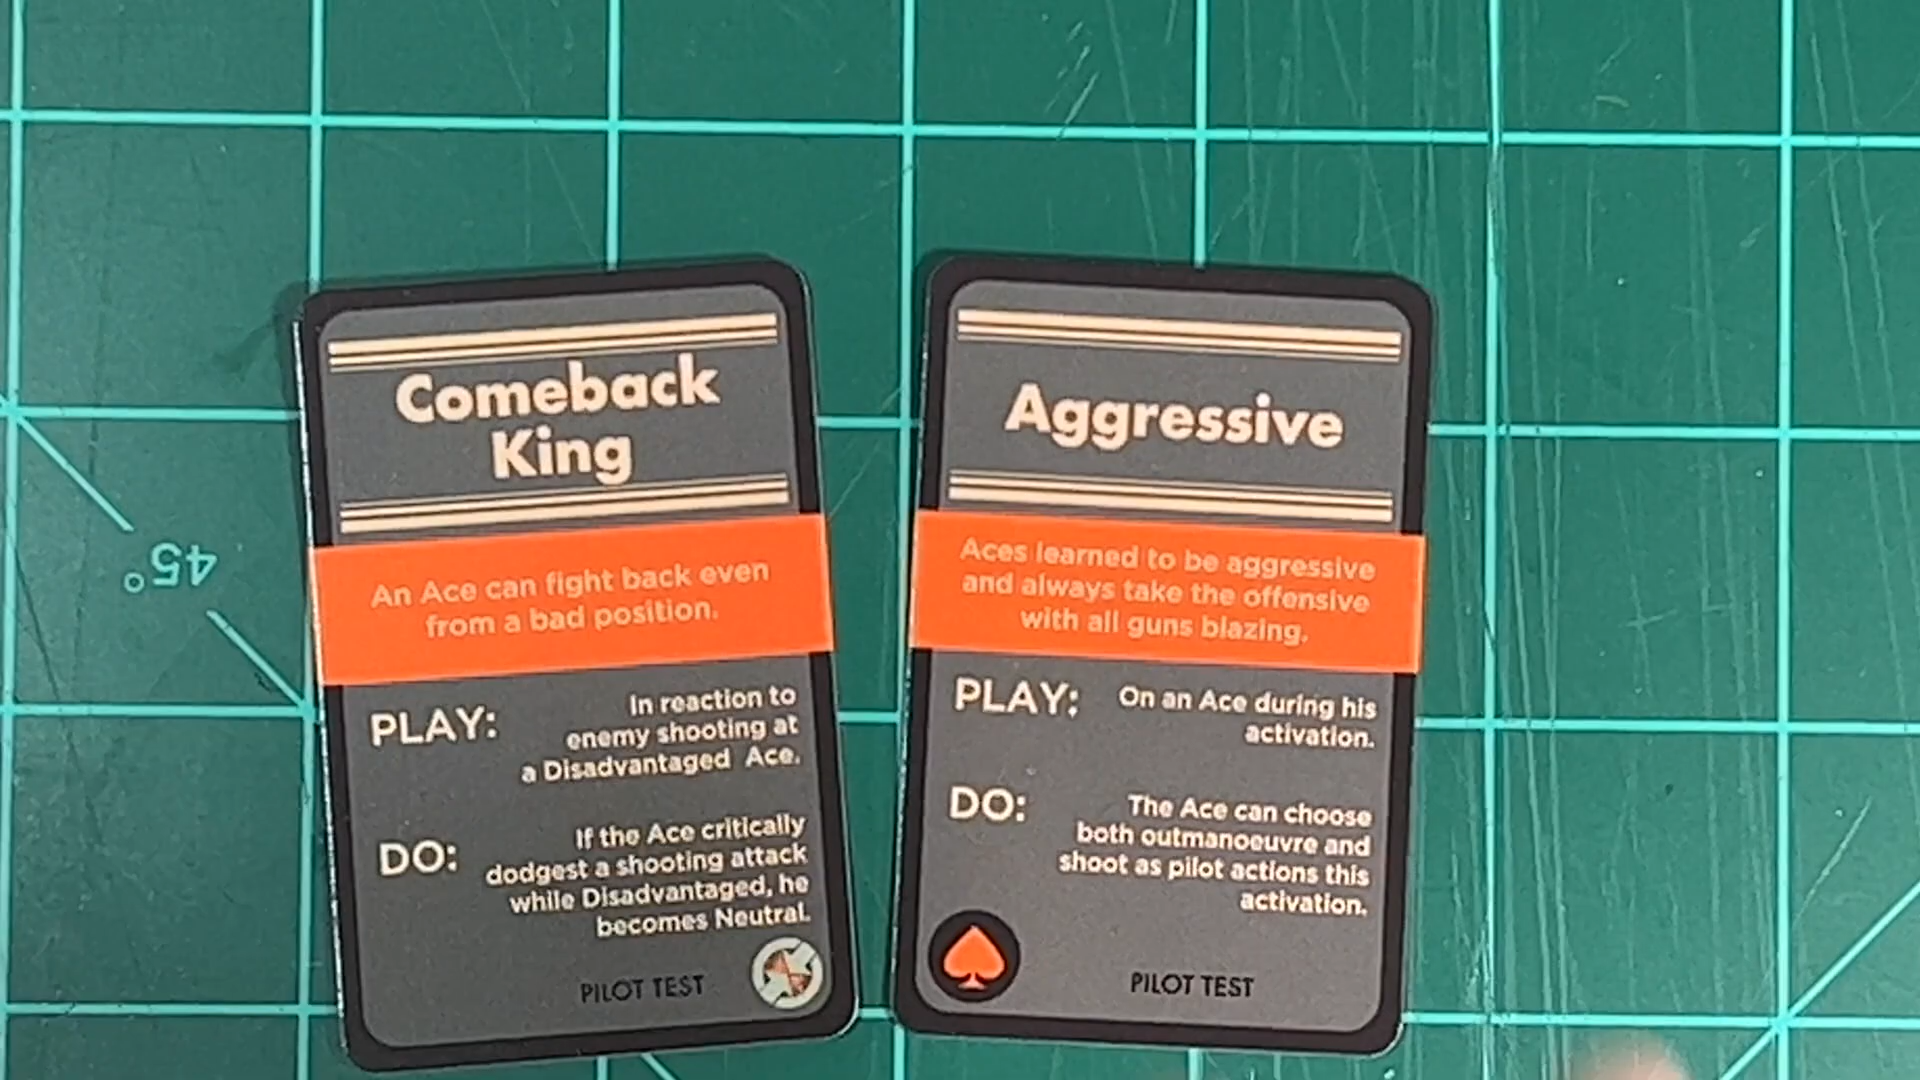 Comeback
King
An Ace can fight back even
from a bad position.
PLAY:
In reaction to
enemy shooting at
a Disadvantaged Ace.
DO:
If the Ace critically
dodgest a shooting attack
while Disadvantaged, he
becomes Neutral.
PILOT TEST
Aggressive
Aces learned to be aggressive
and always take the offensive
with all guns blazing.
PLAY:
On an Ace during his
activation.
DO:
The Ace can choose
both outmanoeuvre and
shoot as pilot actions this
activation.
PILOT TEST
45°